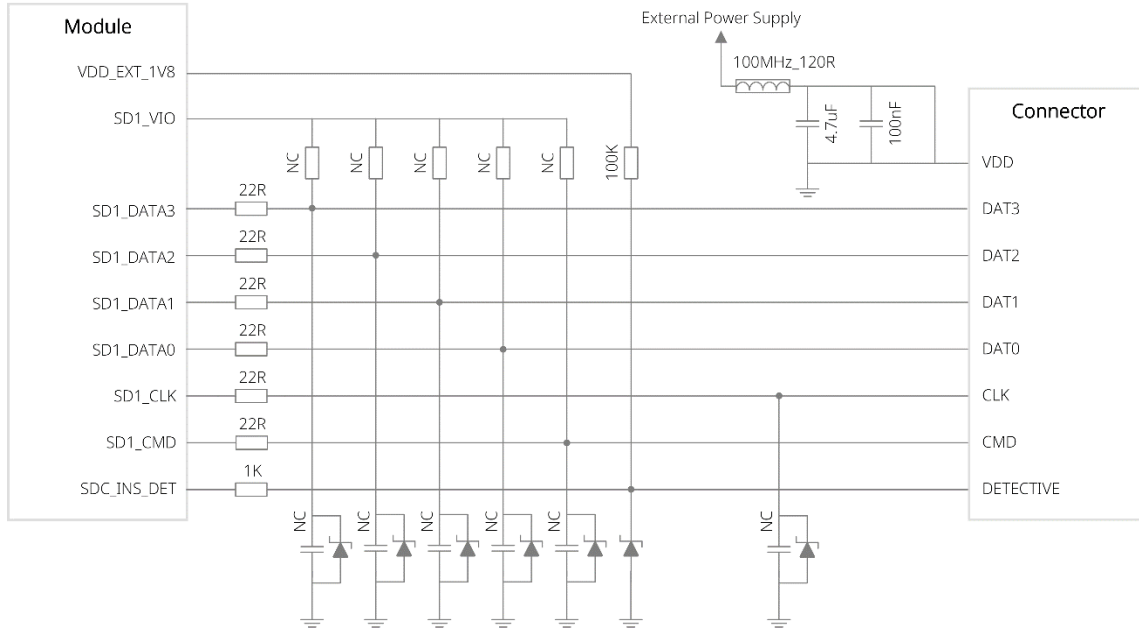 External Power Supply
Module
100MHz_120R
VDD_EXT_1V8
Connector
4.7uF
100nF
SD1_VIO
NC
NC
NC
NC
NC
100K
VDD
22R
SD1_DATA3
DAT3
22R
SD1_DATA2
DAT2
22R
SD1_DATA1
DAT1
22R
SD1_DATA0
DAT0
22R
SD1_CLK
CLK
22R
SD1_CMD
CMD
1K
SDC_INS_DET
DETECTIVE
NC
NC
NC
NC
NC
NC